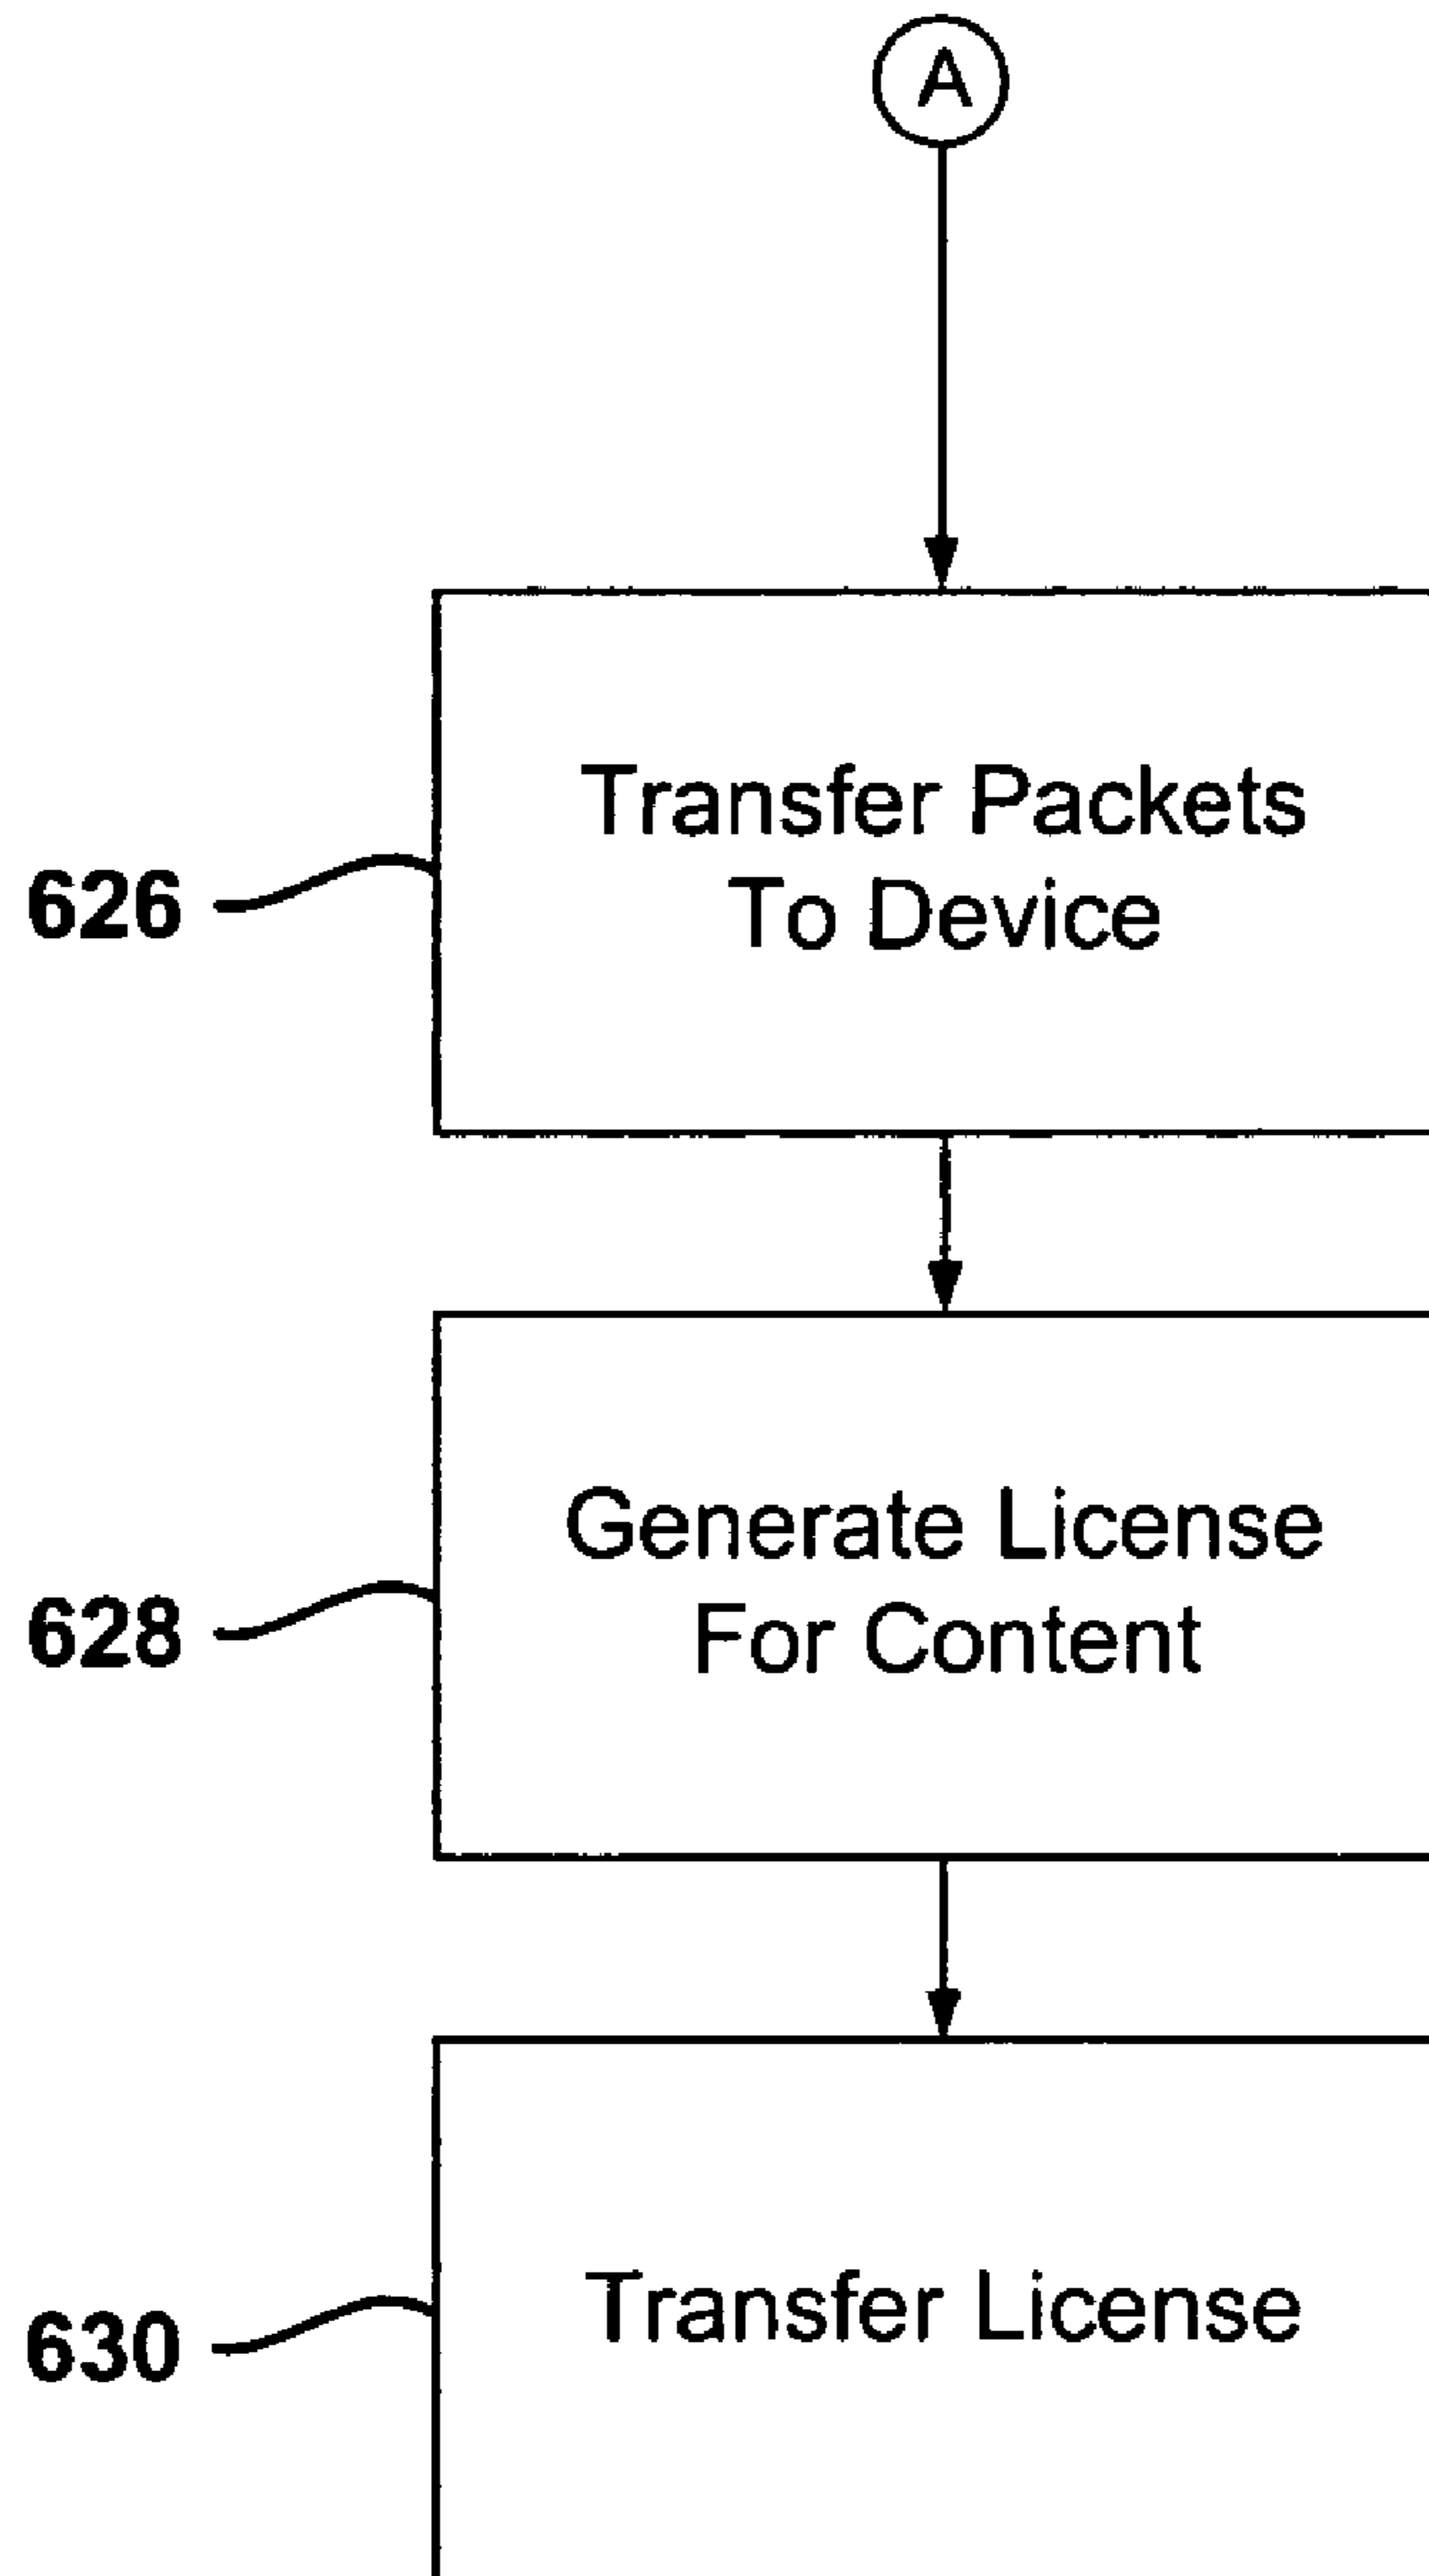 A
Transfer Packets
To Device
626
Generate License
For Content
628
Transfer License
630